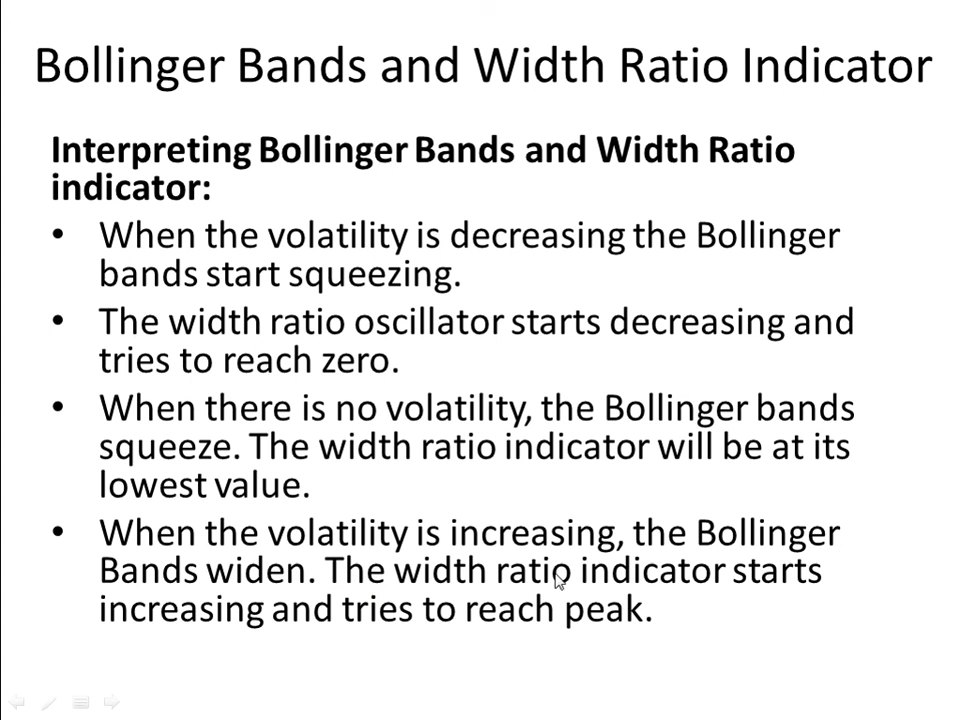 Bollinger Bands and Width Ratio Indicator
Interpreting Bollinger Bands and Width Ratio
indicator:
• When the volatility is decreasing the Bollinger
bands start squeezing.
• The width ratio oscillator starts decreasing and
tries to reach zero.
• When there is no volatility, the Bollinger bands
squeeze. The width ratio indicator will be at its
lowest value.
• When the volatility is increasing, the Bollinger
Bands widen. The width ratio indicator starts
increasing and tries to reach peak.